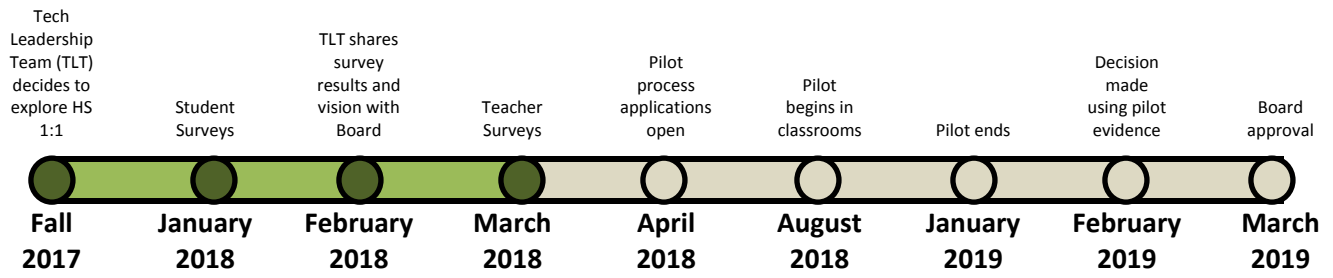 Tech
Leadership
Team (TLT)
decides to
explore HS
1:1
Student
Surveys
TLT shares
survey
results and
vision with
Board
Teacher
Surveys
Pilot
process
applications
open
Pilot
begins in
classrooms
Pilot ends
Decision
made
using pilot
evidence
Board
approval
Fall
2017
January
2018
February
2018
March
2018
April
2018
August
2018
January
2019
February
2019
March
2019